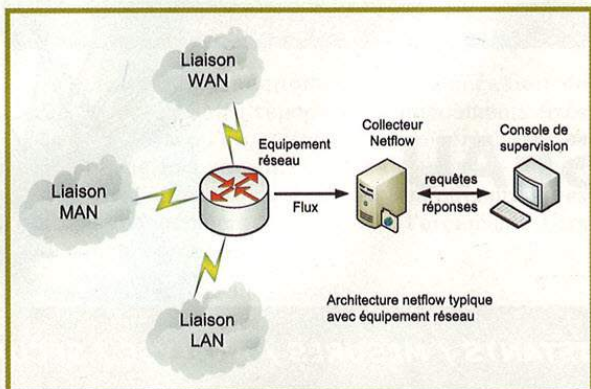 Liaison
WAN
Collecteur
Netflow
Console de
supervision
Equipement
réseau
Liaison
MAN
Flux
requêtes
réponses
Liaison
LAN
Architecture netflow typique
avec équipement réseau